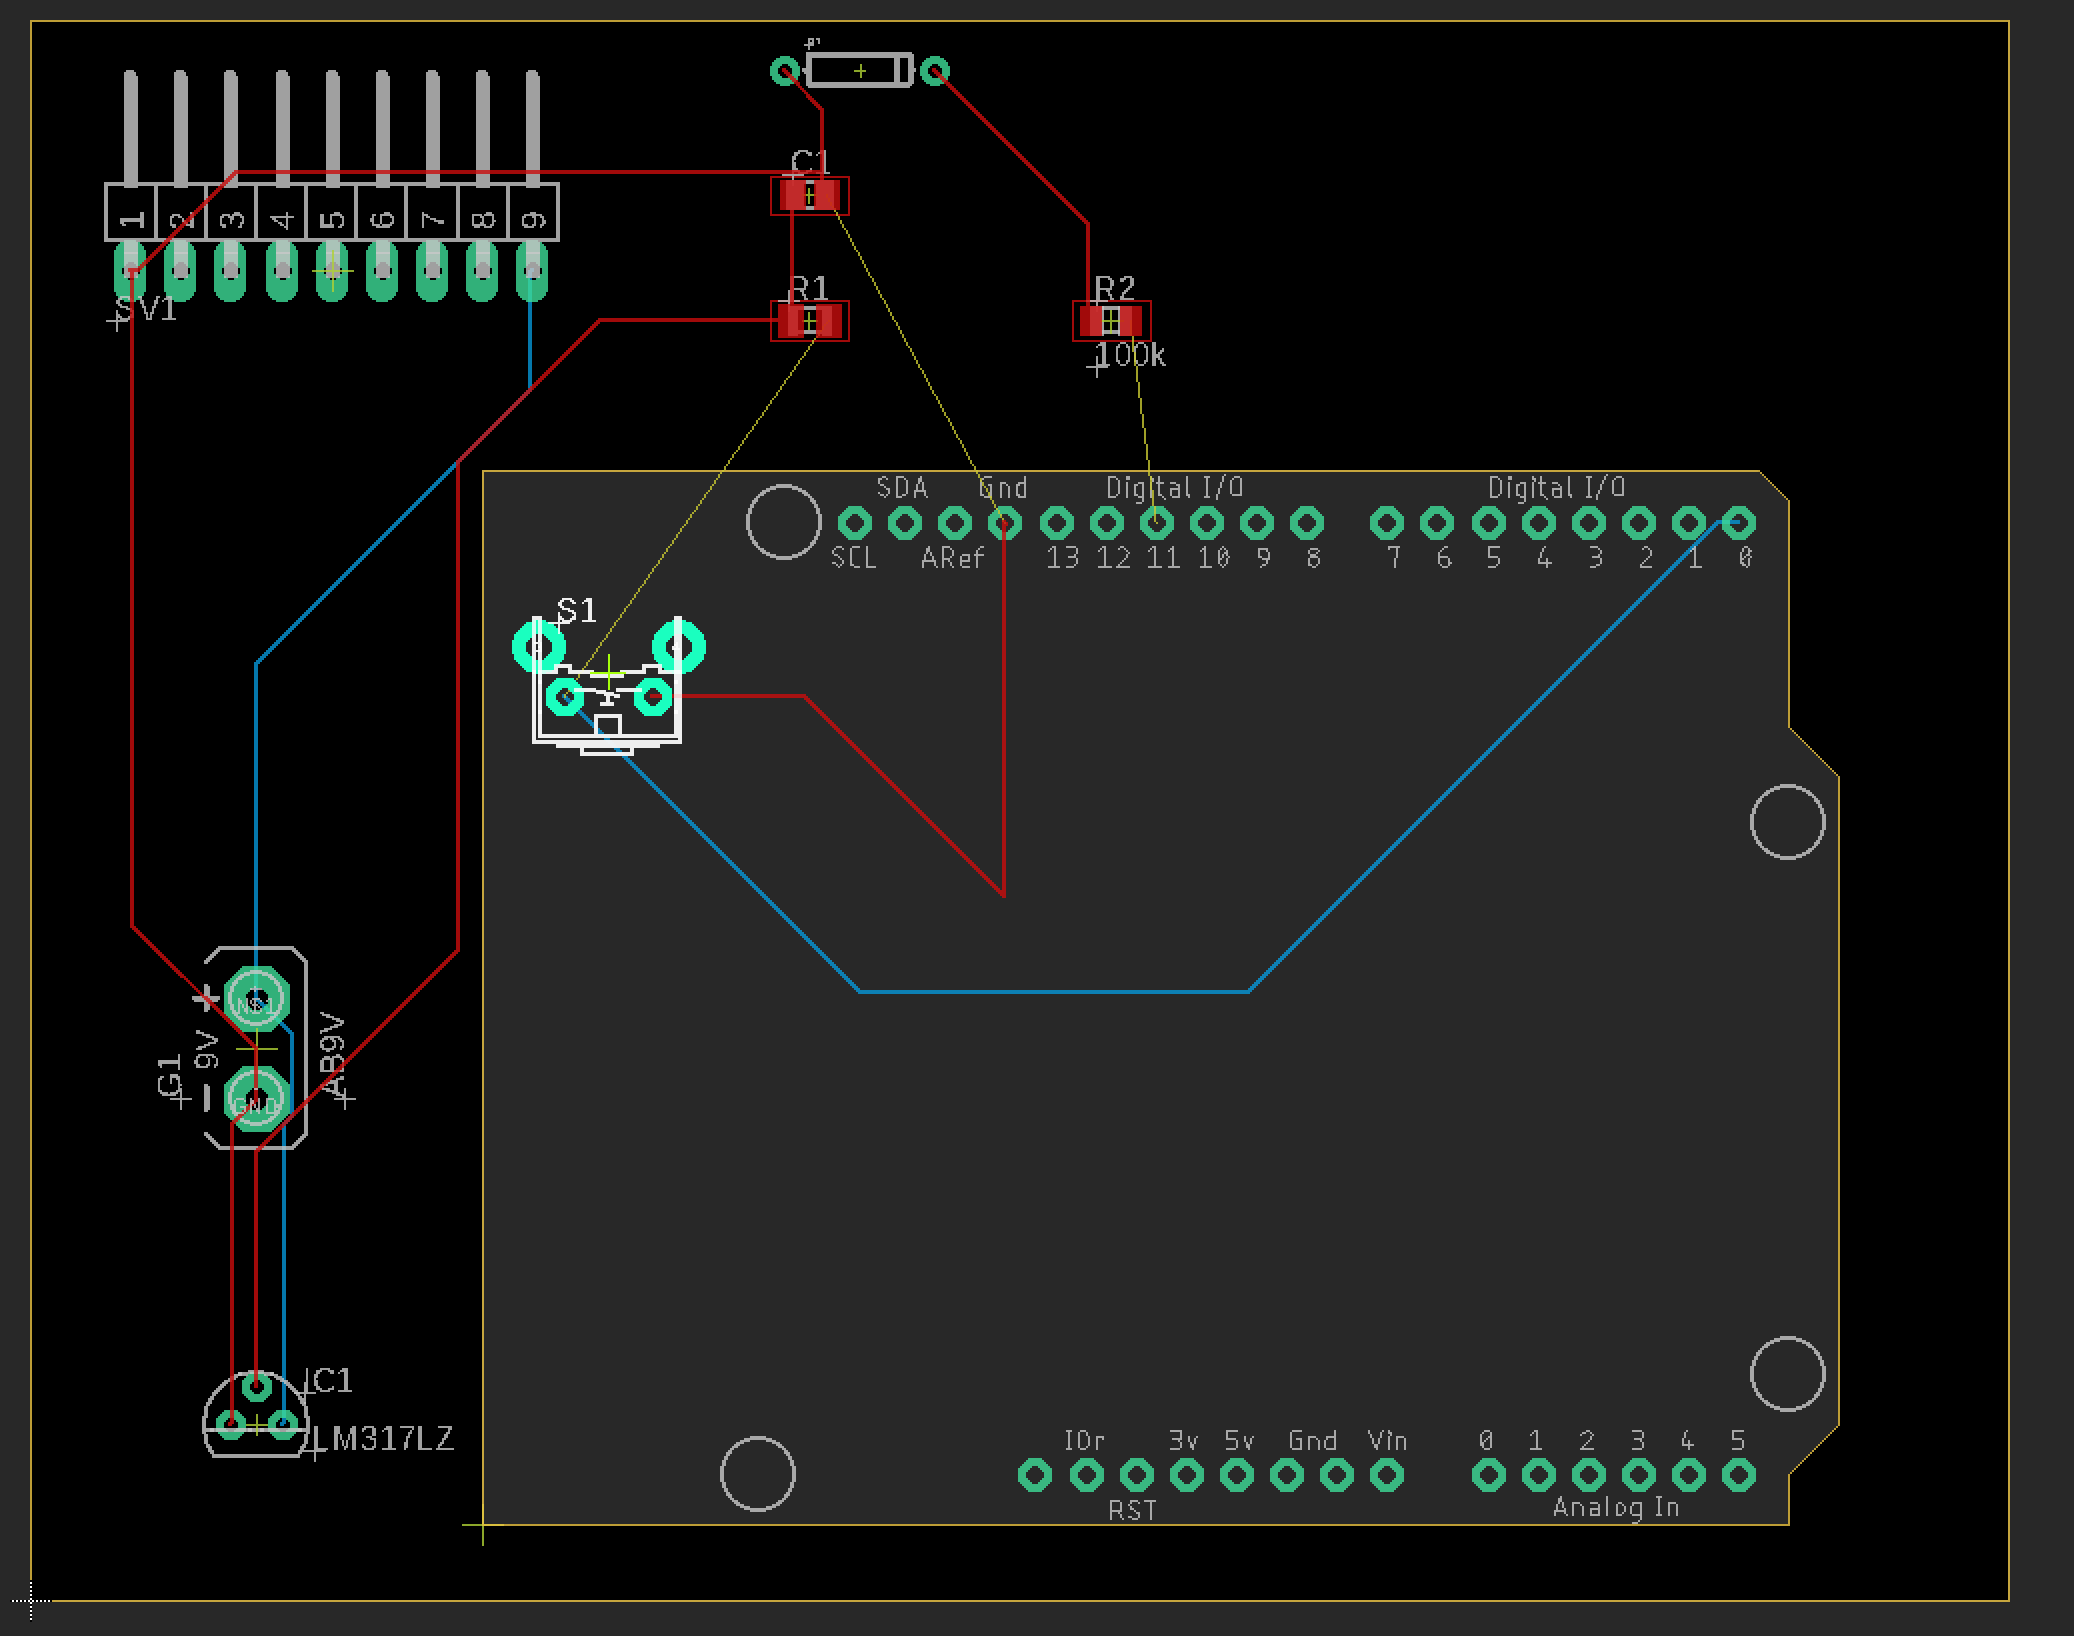 C1
1 2 3 4 5 6 7 8 9
SV1
R1
R2
100k
SDA Gnd Digital I/O Digital I/O
SCL ARef 13 12 11 10 9 8 7 6 5 4 3 2 1 0
S1
G1
9V
AB9V
GND
C1
LM317LZ
IOr 3v 5v Gnd Vin 0 1 2 3 4 5
RST
Analog In